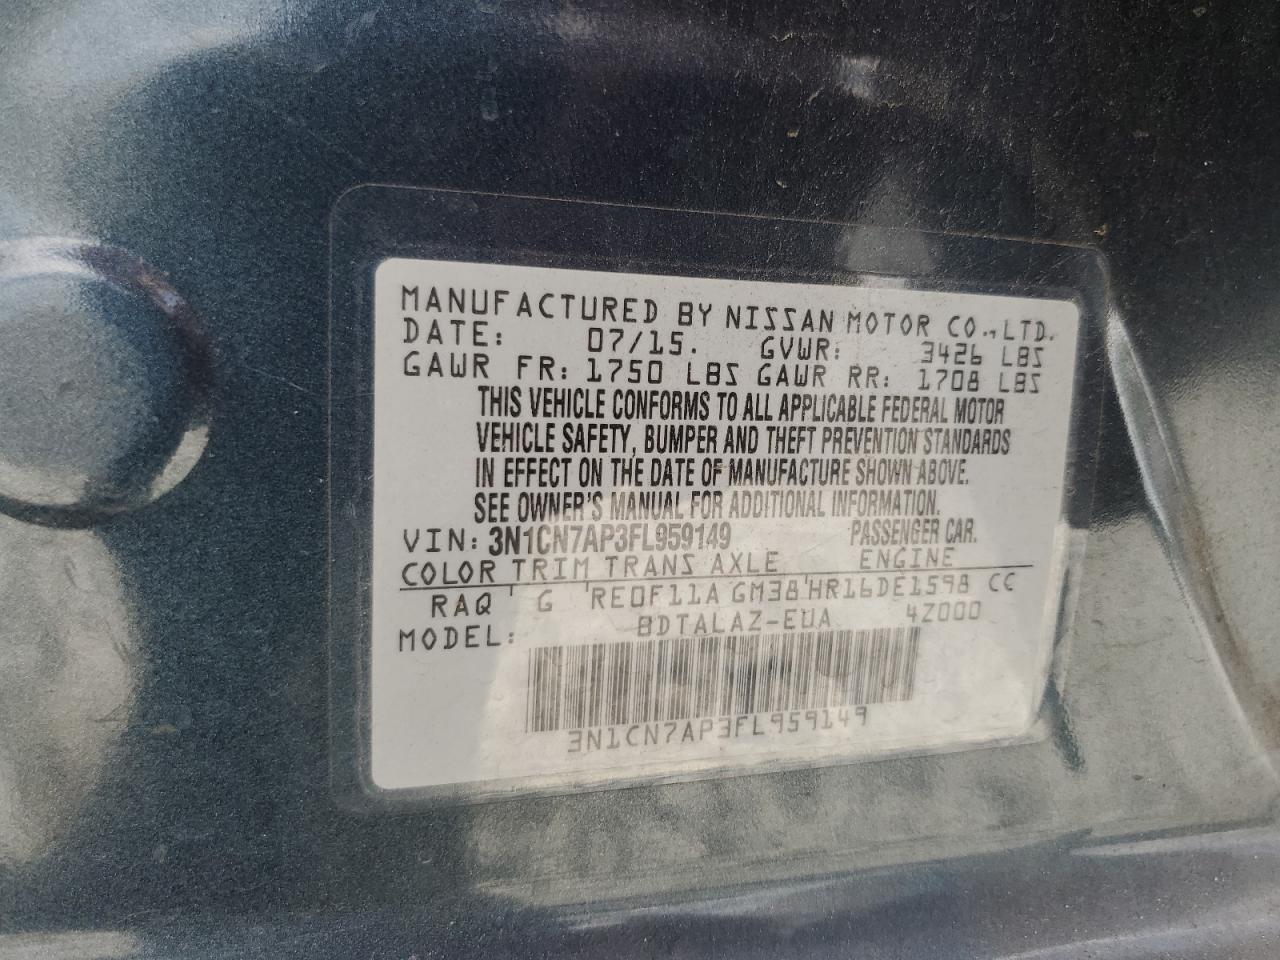 MANUFACTURED BY NISSAN MOTOR CO.,LTD.
DATE: 07/15. GVWR: 3426 LBS
GAWR FR: 1750 LBS GAWR RR: 1708 LBS
THIS VEHICLE CONFORMS TO ALL APPLICABLE FEDERAL MOTOR
VEHICLE SAFETY, BUMPER AND THEFT PREVENTION STANDARDS
IN EFFECT ON THE DATE OF MANUFACTURE SHOWN ABOVE.
SEE OWNER'S MANUAL FOR ADDITIONAL INFORMATION.
VIN: 3N1CN7AP3FL959149 PASSENGER CAR.
COLOR TRIM TRANS AXLE ENGINE
RAQ G RE0F11A GM38 HR16DE1598 CC
MODEL: BDTALAZ-EUA 4Z000
3N1CN7AP3FL959149